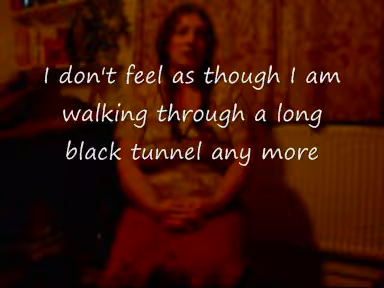 I don't feel as though I am
walking through a long
black tunnel any more